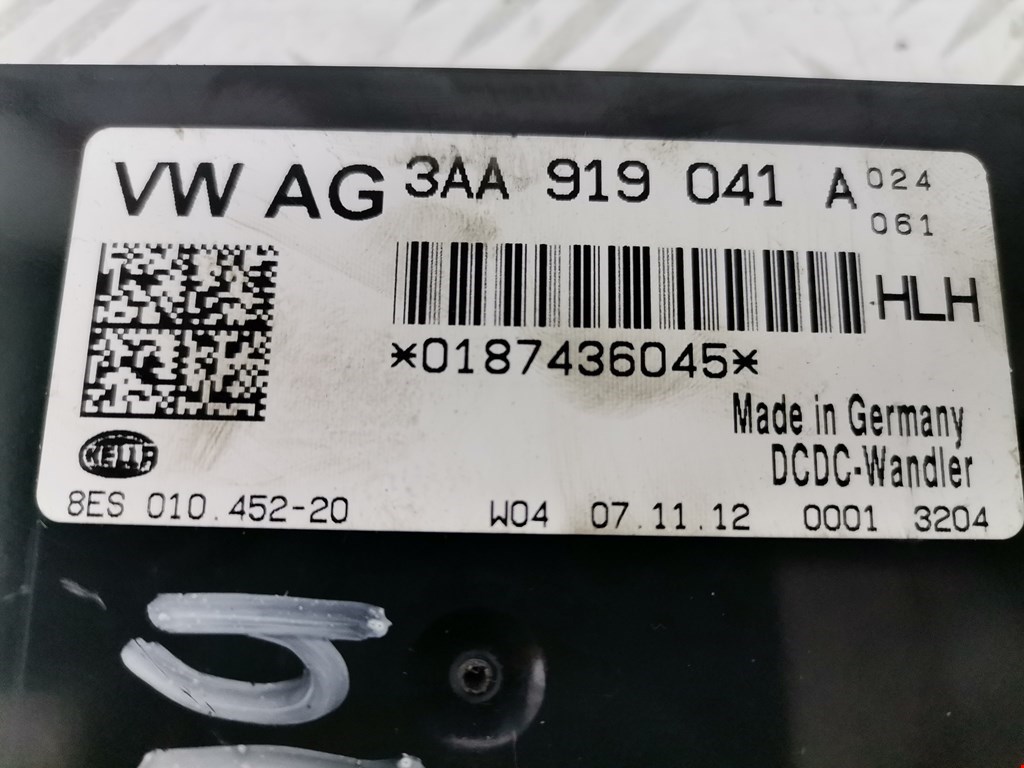 VW AG 3AA 919 041 A 024
061
HLH
*0187436045*
Made in Germany
HELLA DCDC-Wandler
8ES 010.452-20 W04 07.11.12 0001 3204